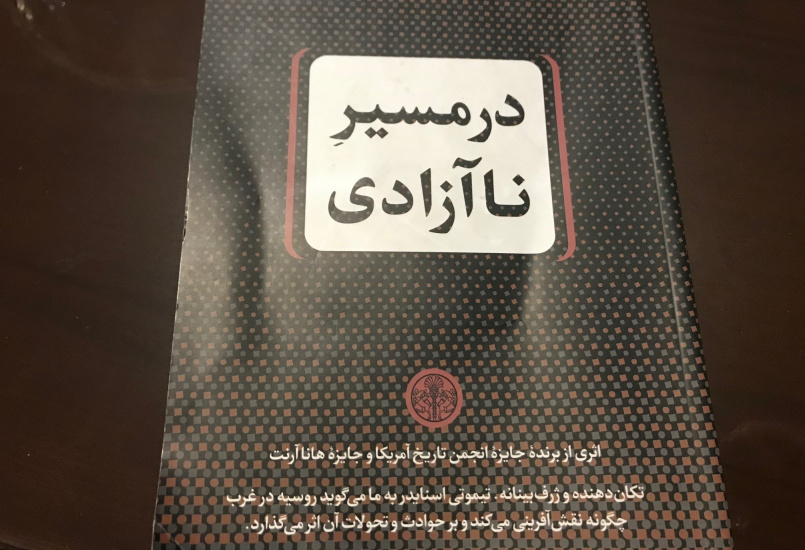 در مسیرِ
ناآزادی
اثری از برندهٔ جایزهٔ انجمن تاریخ آمریکا و جایزهٔ هانا آرنت
تکان‌دهنده و ژرف‌بینانه. تیموتی اسنایدر به ما می‌گوید روسیه در غرب
چگونه نقش‌آفرینی می‌کند و بر حوادث و تحولات آن اثر می‌گذارد.